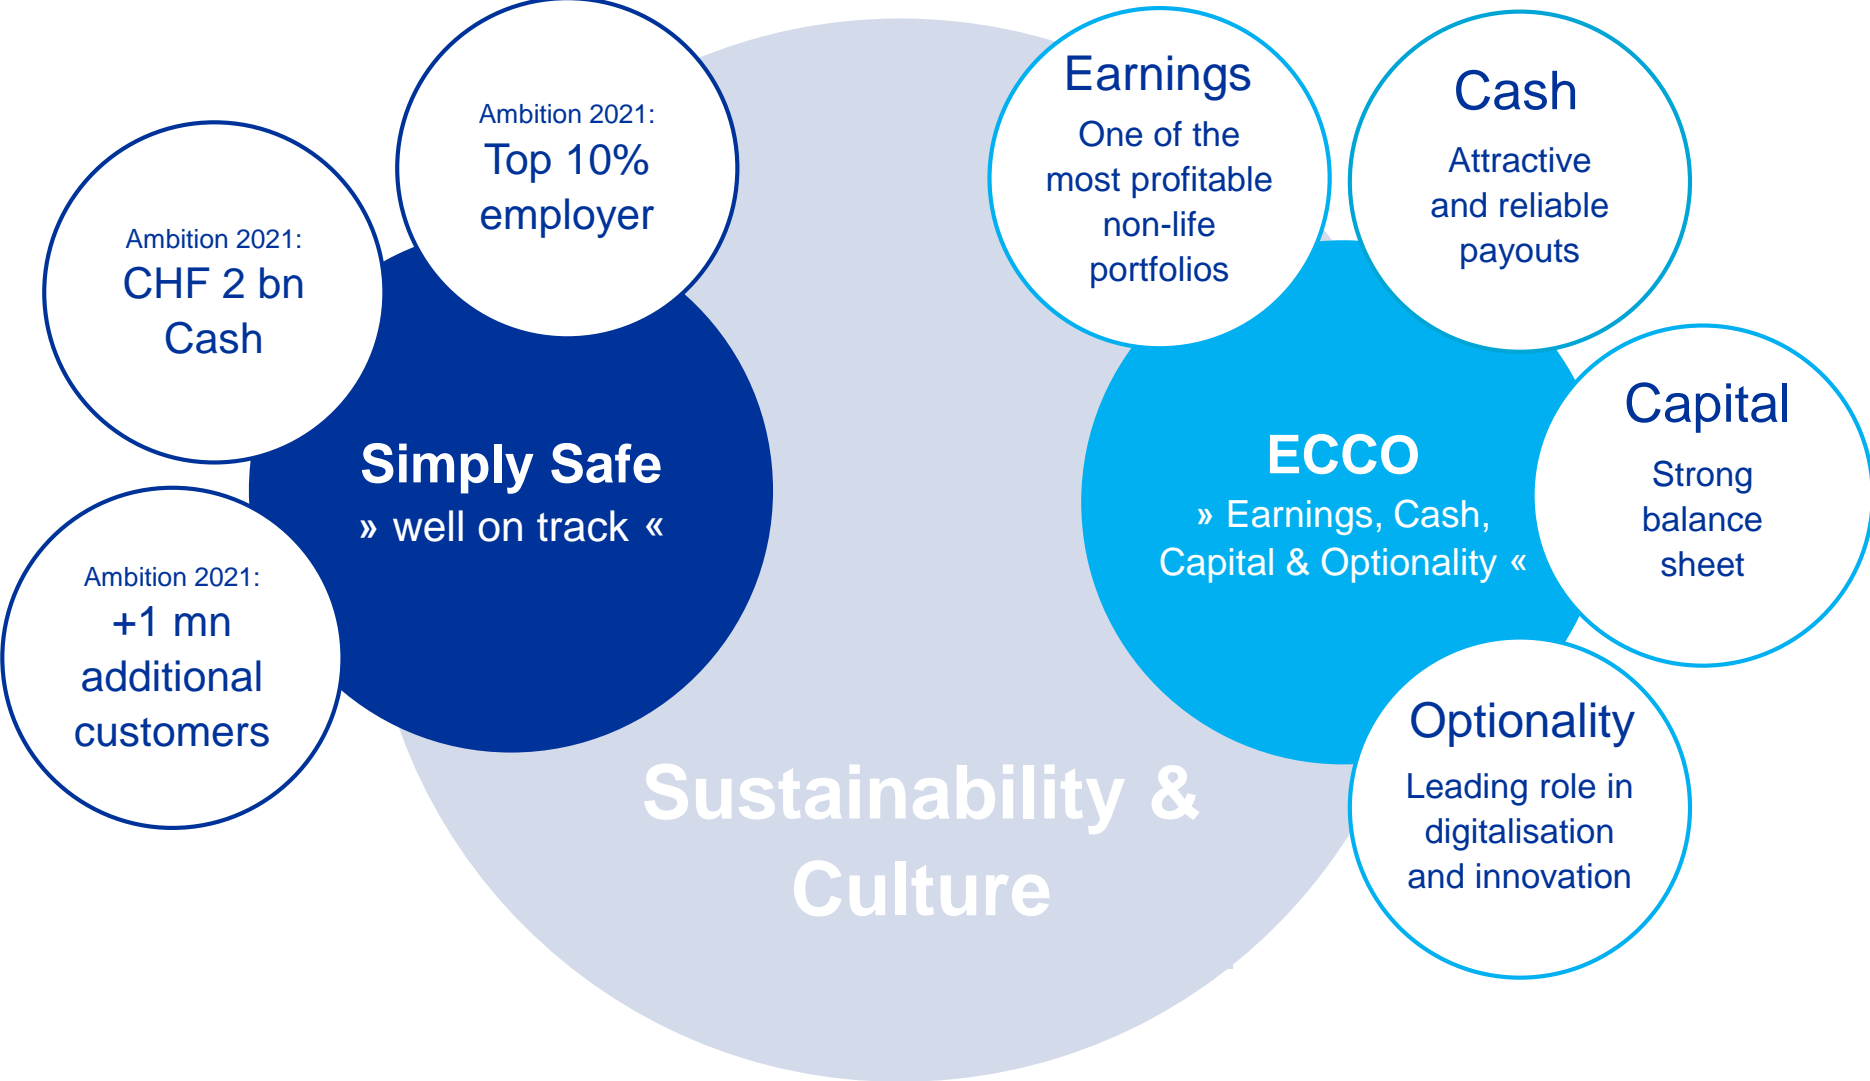 Ambition 2021:
Top 10%
employer
Ambition 2021:
CHF 2 bn
Cash
Ambition 2021:
+1 mn
additional
customers
Simply Safe
» well on track «
Earnings
One of the
most profitable
non-life
portfolios
Cash
Attractive
and reliable
payouts
Capital
Strong
balance
sheet
ECCO
» Earnings, Cash,
Capital & Optionality «
Optionality
Leading role in
digitalisation
and innovation
Sustainability &
Culture